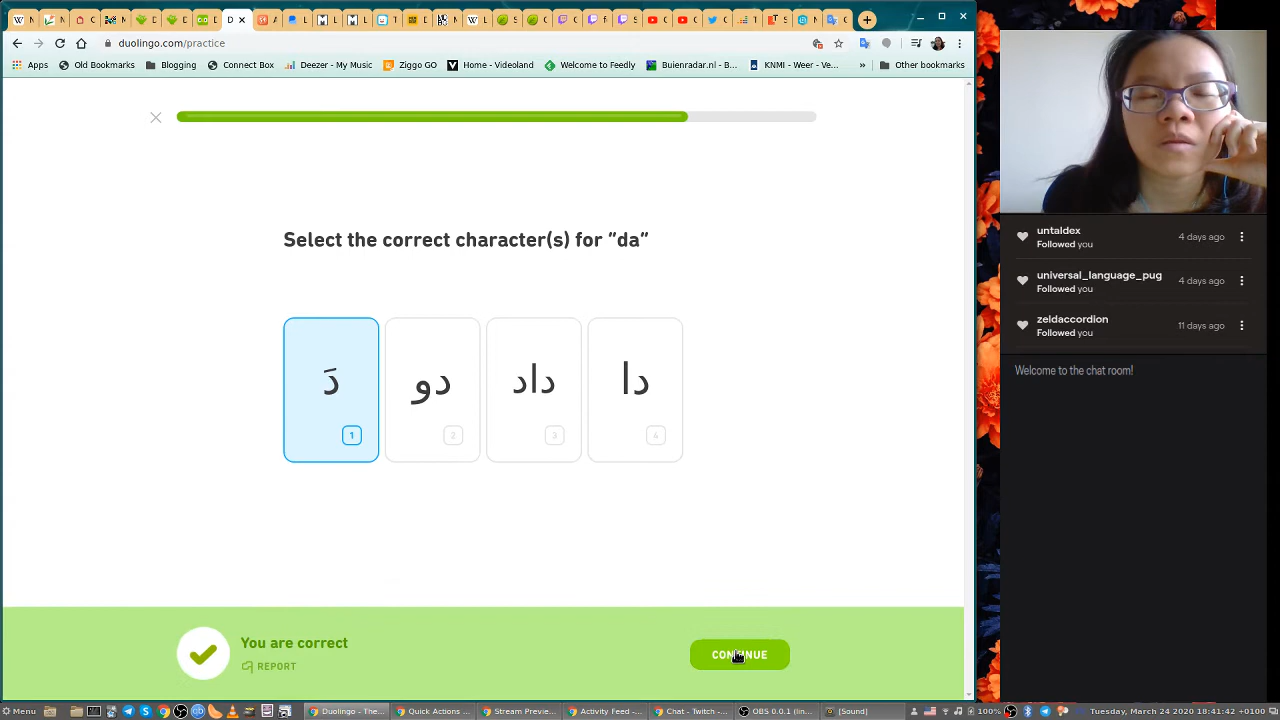 D
duolingo.com/practice
Apps
Old Bookmarks
Blogging
Connect Box
Deezer - My Music
Ziggo GO
Home - Videoland
Welcome to Feedly
Buienradar.nl - B...
KNMI - Weer - Ve...
»
Other bookmarks
Select the correct character(s) for "da"
دَ
1
دو
2
داد
3
دا
4
You are correct
REPORT
CONTINUE
untaldex
Followed you
4 days ago
universal_language_pug
Followed you
4 days ago
zeldaccordion
Followed you
11 days ago
Welcome to the chat room!
Menu
Duolingo - The...
Quick Actions ...
Stream Preview...
Activity Feed -...
Chat - Twitch -...
OBS 0.0.1 (lin...
[Sound]
100%
Tuesday, March 24 2020 18:41:42 +0100